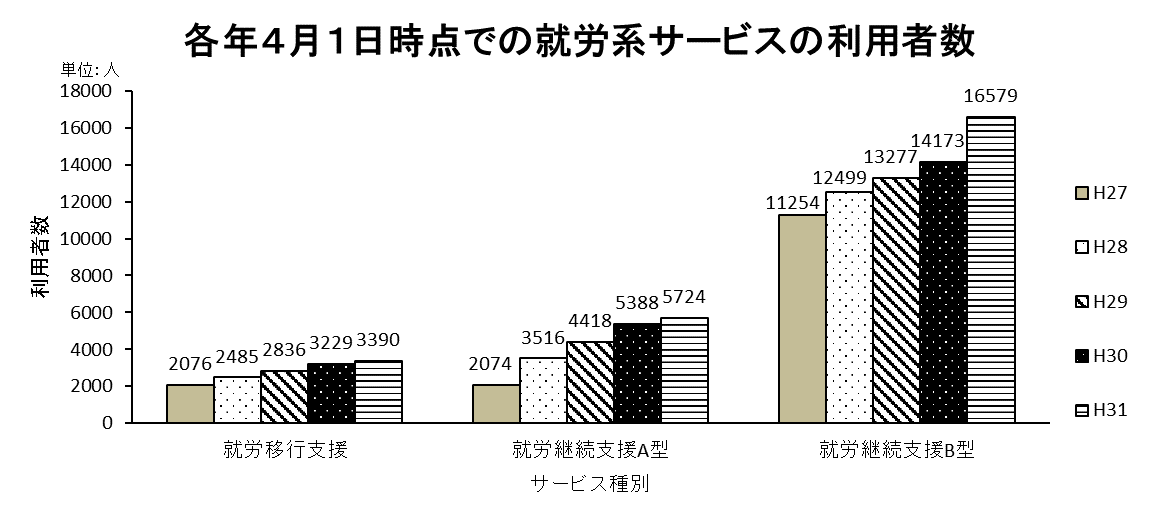 各年４月１日時点での就労系サービスの利用者数
単位: 人
利用者数
18000
16000
14000
12000
10000
8000
6000
4000
2000
0
2076 2485 2836 3229 3390
2074 3516 4418 5388 5724
11254 12499 13277 14173 16579
就労移行支援 就労継続支援A型 就労継続支援B型
サービス種別
H27
H28
H29
H30
H31